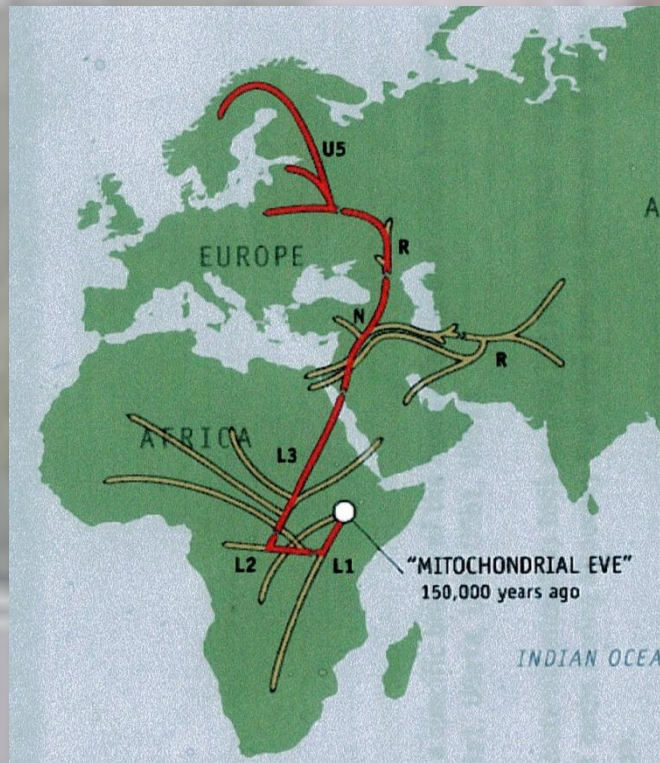 U5
A
EUROPE
R
N
R
AFRICA
L3
L2
L1
"MITOCHONDRIAL EVE"
150,000 years ago
INDIAN OCEA